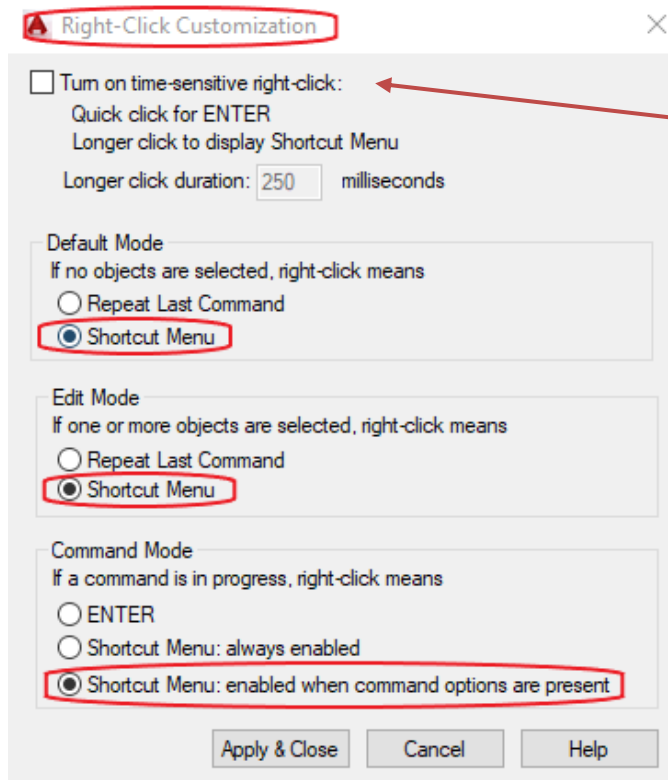 Right-Click Customization
Turn on time-sensitive right-click:
Quick click for ENTER
Longer click to display Shortcut Menu
Longer click duration: 250 milliseconds
Default Mode
If no objects are selected, right-click means
Repeat Last Command
Shortcut Menu
Edit Mode
If one or more objects are selected, right-click means
Repeat Last Command
Shortcut Menu
Command Mode
If a command is in progress, right-click means
ENTER
Shortcut Menu: always enabled
Shortcut Menu: enabled when command options are present
Apply & Close Cancel Help